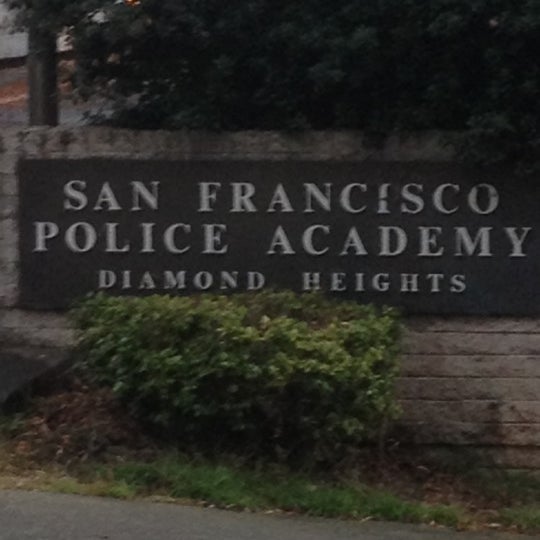 SAN FRANCISCO
POLICE ACADEMY
DIAMOND HEIGHTS